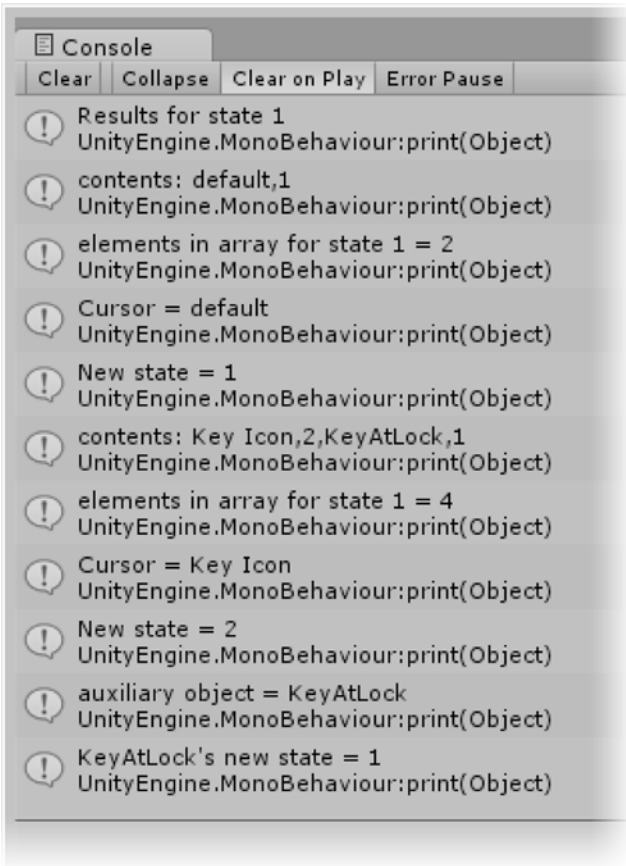 Console
Clear Collapse Clear on Play Error Pause
Results for state 1
UnityEngine.MonoBehaviour:print(Object)
contents: default,1
UnityEngine.MonoBehaviour:print(Object)
elements in array for state 1 = 2
UnityEngine.MonoBehaviour:print(Object)
Cursor = default
UnityEngine.MonoBehaviour:print(Object)
New state = 1
UnityEngine.MonoBehaviour:print(Object)
contents: Key Icon,2,KeyAtLock,1
UnityEngine.MonoBehaviour:print(Object)
elements in array for state 1 = 4
UnityEngine.MonoBehaviour:print(Object)
Cursor = Key Icon
UnityEngine.MonoBehaviour:print(Object)
New state = 2
UnityEngine.MonoBehaviour:print(Object)
auxiliary object = KeyAtLock
UnityEngine.MonoBehaviour:print(Object)
KeyAtLock's new state = 1
UnityEngine.MonoBehaviour:print(Object)